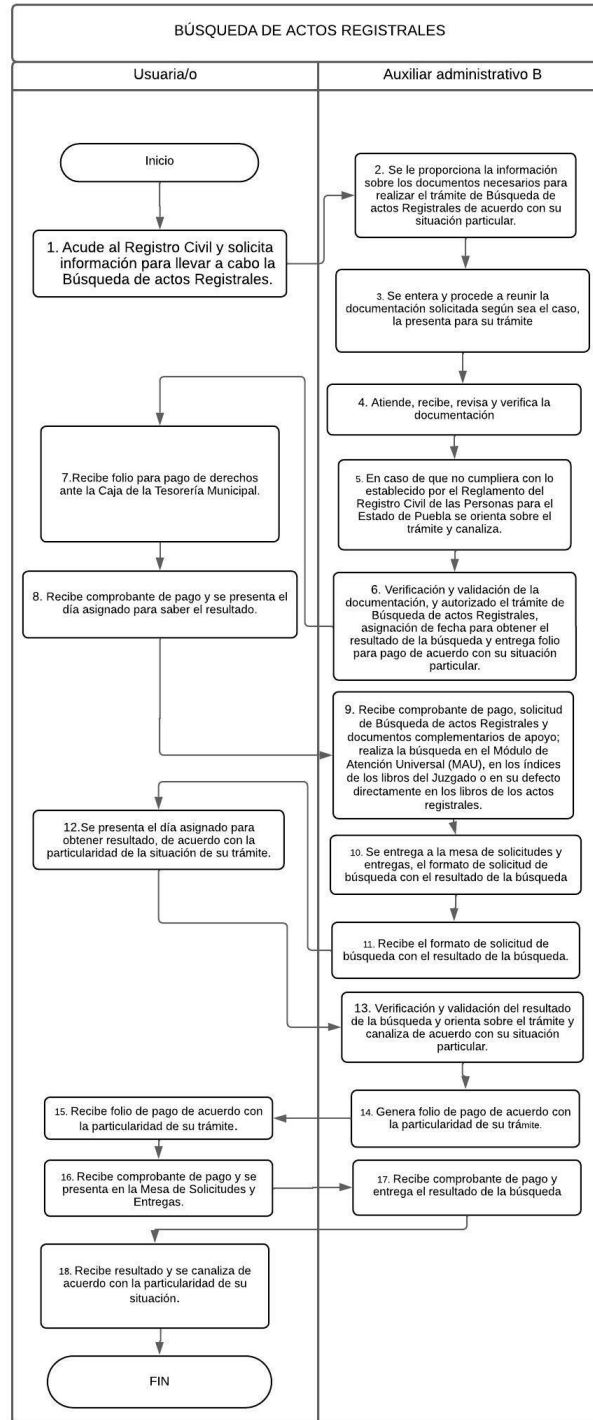 BÚSQUEDA DE ACTOS REGISTRALES
Usuaria/o
Auxiliar administrativo B
Inicio
1. Acude al Registro Civil y solicita
información para llevar a cabo la
Búsqueda de actos Registrales.
2. Se le proporciona la información
sobre los documentos necesarios para
realizar el trámite de Búsqueda de
actos Registrales de acuerdo con su
situación particular.
3. Se entera y procede a reunir la
documentación solicitada según sea el caso,
la presenta para su trámite
4. Atiende, recibe, revisa y verifica la
documentación
5. En caso de que no cumpliera con lo
establecido por el Reglamento del
Registro Civil de las Personas para el
Estado de Puebla se orienta sobre el
trámite y canaliza.
6. Verificación y validación de la
documentación, y autorizado el trámite de
Búsqueda de actos Registrales,
asignación de fecha para obtener el
resultado de la búsqueda y entrega folio
para pago de acuerdo con su situación
particular.
7.Recibe folio para pago de derechos
ante la Caja de la Tesorería Municipal.
8. Recibe comprobante de pago y se presenta el
día asignado para saber el resultado.
9. Recibe comprobante de pago, solicitud
de Búsqueda de actos Registrales y
documentos complementarios de apoyo;
realiza la búsqueda en el Módulo de
Atención Universal (MAU), en los índices
de los libros del Juzgado o en su defecto
directamente en los libros de los actos
registrales.
10. Se entrega a la mesa de solicitudes y
entregas, el formato de solicitud de
búsqueda con el resultado de la búsqueda
11. Recibe el formato de solicitud de
búsqueda con el resultado de la búsqueda.
12.Se presenta el día asignado para
obtener resultado, de acuerdo con la
particularidad de la situación de su trámite.
13. Verificación y validación del resultado
de la búsqueda y orienta sobre el trámite y
canaliza de acuerdo con su situación
particular.
14. Genera folio de pago de acuerdo con
la particularidad de su trámite.
15. Recibe folio de pago de acuerdo con
la particularidad de su trámite.
16. Recibe comprobante de pago y se
presenta en la Mesa de Solicitudes y
Entregas.
17. Recibe comprobante de pago y
entrega el resultado de la búsqueda
18. Recibe resultado y se canaliza de
acuerdo con la particularidad de su
situación.
FIN